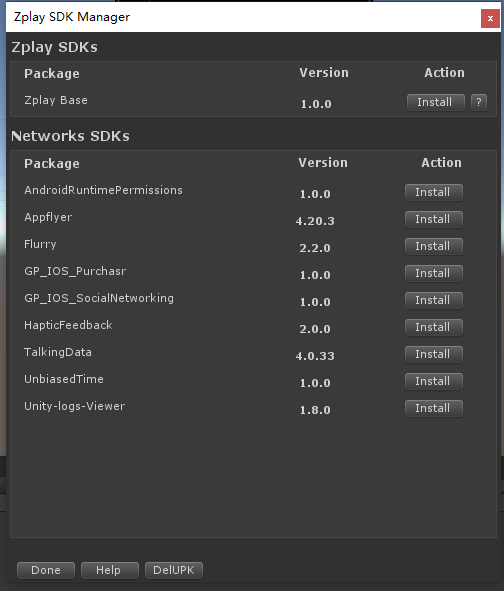 Zplay SDK Manager x
Zplay SDKs
Package Version Action
Zplay Base 1.0.0 Install ?
Networks SDKs
Package Version Action
AndroidRuntimePermissions 1.0.0 Install
Appflyer 4.20.3 Install
Flurry 2.2.0 Install
GP_IOS_Purchasr 1.0.0 Install
GP_IOS_SocialNetworking 1.0.0 Install
HapticFeedback 2.0.0 Install
TalkingData 4.0.33 Install
UnbiasedTime 1.0.0 Install
Unity-logs-Viewer 1.8.0 Install
Done Help DelUPK